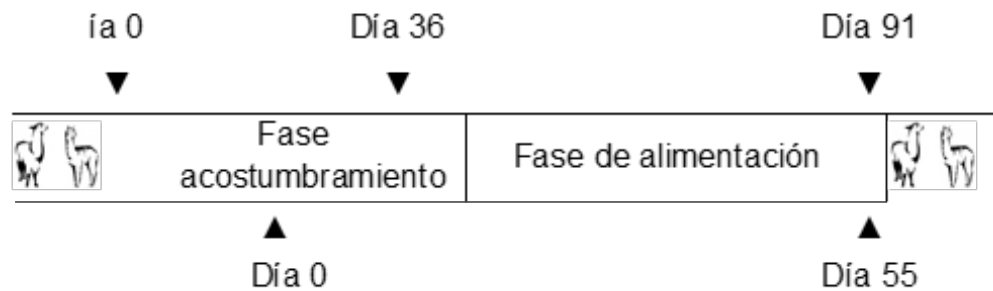 ía 0 Día 36 Día 91
Fase
acostumbramiento
Fase de alimentación
Día 0 Día 55